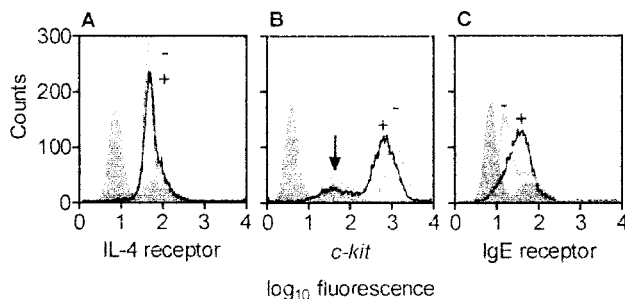 A B C
300
200
100
0
Counts
-
+
+
-
-
+
0 1 2 3 4
0 1 2 3 4
0 1 2 3 4
IL-4 receptor
c-kit
IgE receptor
log10 fluorescence